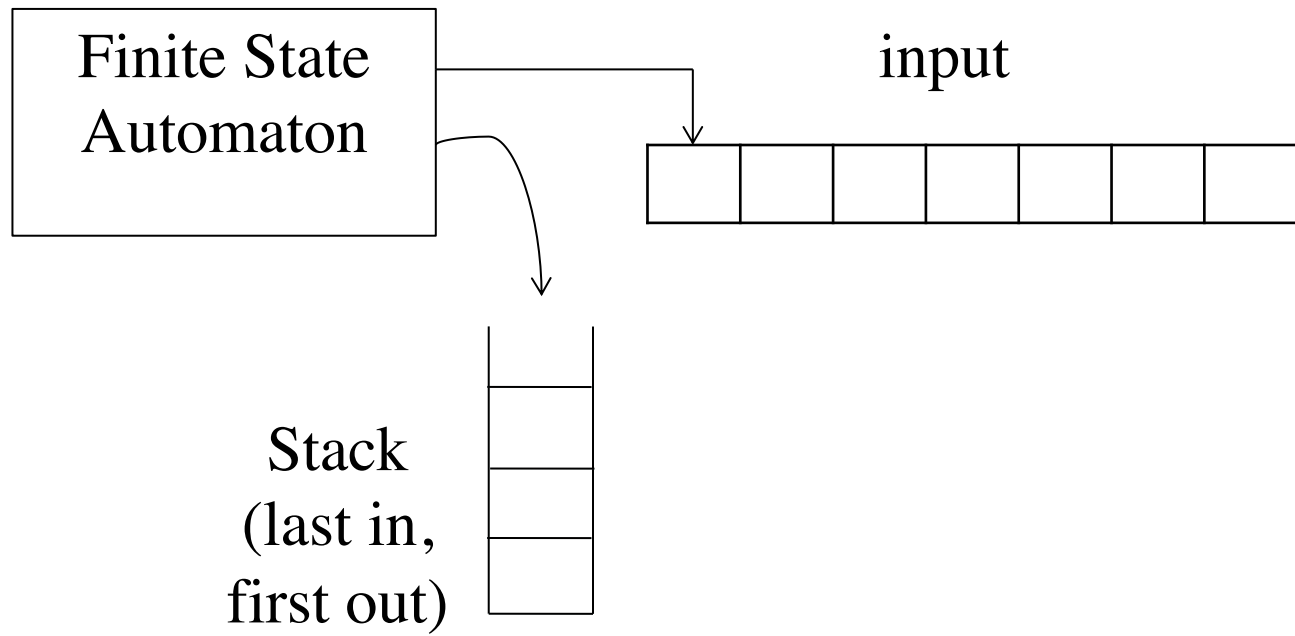 Finite State
Automaton
input
Stack
(last in,
first out)